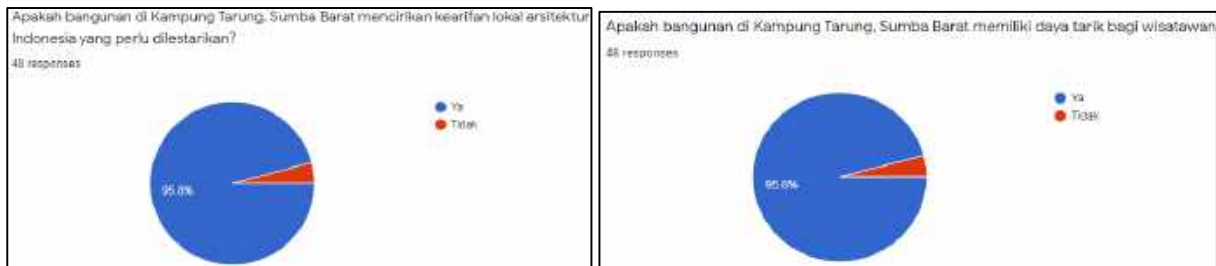 Apakah bangunan di Kampung Tarung, Sumba Barat mencirikan kearifan lokal arsitektur
Indonesia yang perlu dilestarikan?
48 responses
Ya
Tidak
95.8%
Apakah bangunan di Kampung Tarung, Sumba Barat memiliki daya tarik bagi wisatawan
48 responses
Ya
Tidak
95.8%